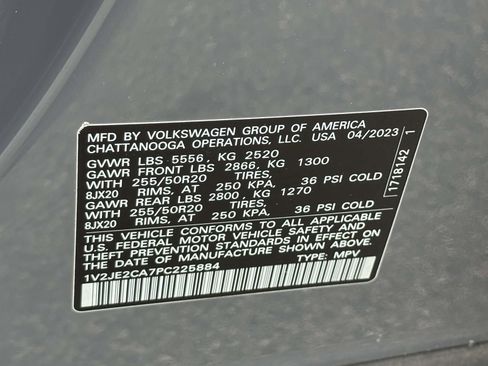 MFD BY VOLKSWAGEN GROUP OF AMERICA
CHATTANOOGA OPERATIONS, LLC. USA 04/2023
GVWR LBS 5556, KG 2520
GAWR FRONT LBS 2866, KG 1300
WITH 255/50R20 TIRES,
8JX20 RIMS, AT 250 KPA, 36 PSI COLD
GAWR REAR LBS 2800, KG 1270
WITH 255/50R20 TIRES,
8JX20 RIMS, AT 250 KPA, 36 PSI COLD
THIS VEHICLE CONFORMS TO ALL APPLICABLE
U.S. FEDERAL MOTOR VEHICLE SAFETY AND
THEFT PREVENTION STANDARDS IN EFFECT ON
THE DATE OF MANUFACTURE SHOWN ABOVE.
1V2JE2CA7PC225884 TYPE: MPV
1718142 1